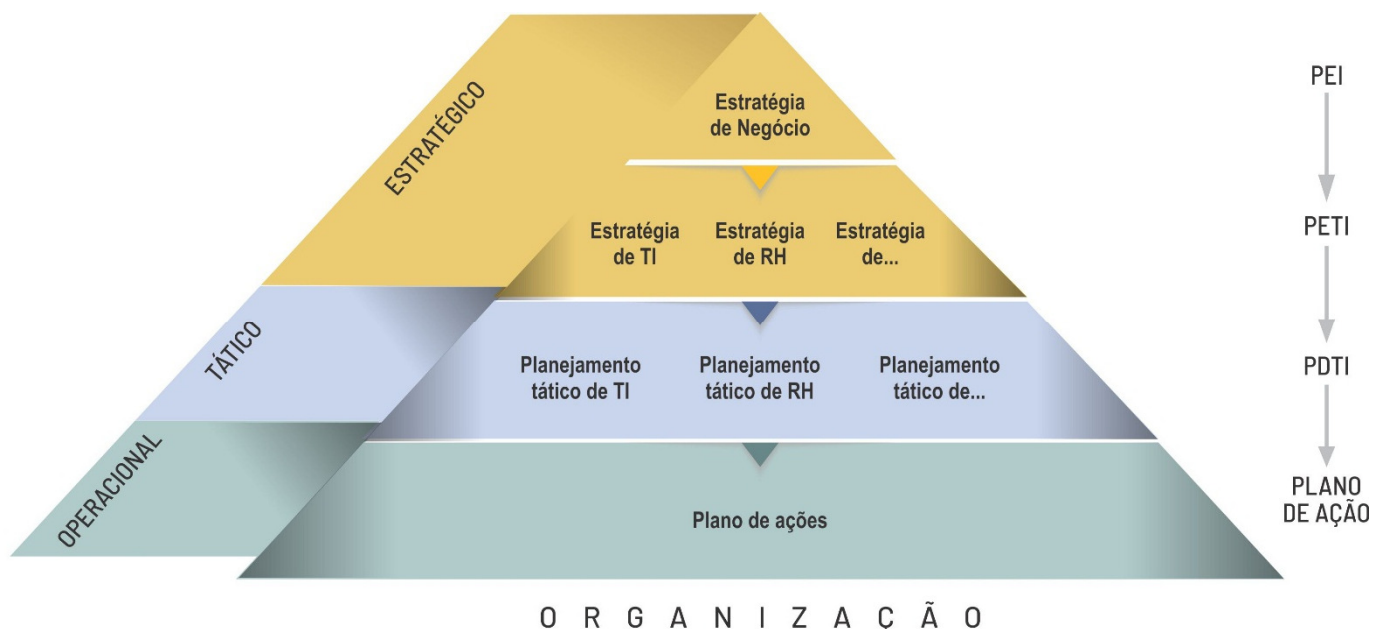 ESTRATÉGICO
Estratégia
de Negócio
PEI
Estratégia
de TI
Estratégia
de RH
Estratégia
de...
PETI
TÁTICO
Planejamento
tático de TI
Planejamento
tático de RH
Planejamento
tático de...
PDTI
OPERACIONAL
Plano de ações
PLANO
DE AÇÃO
ORGANIZAÇÃO